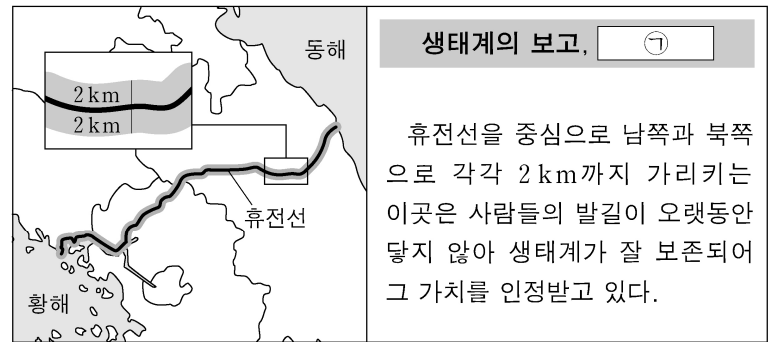 동해
2km
2km
휴전선
황해
생태계의 보고, ㉠
휴전선을 중심으로 남쪽과 북쪽
으로 각각 2km까지 가리키는
이곳은 사람들의 발길이 오랫동안
닿지 않아 생태계가 잘 보존되어
그 가치를 인정받고 있다.